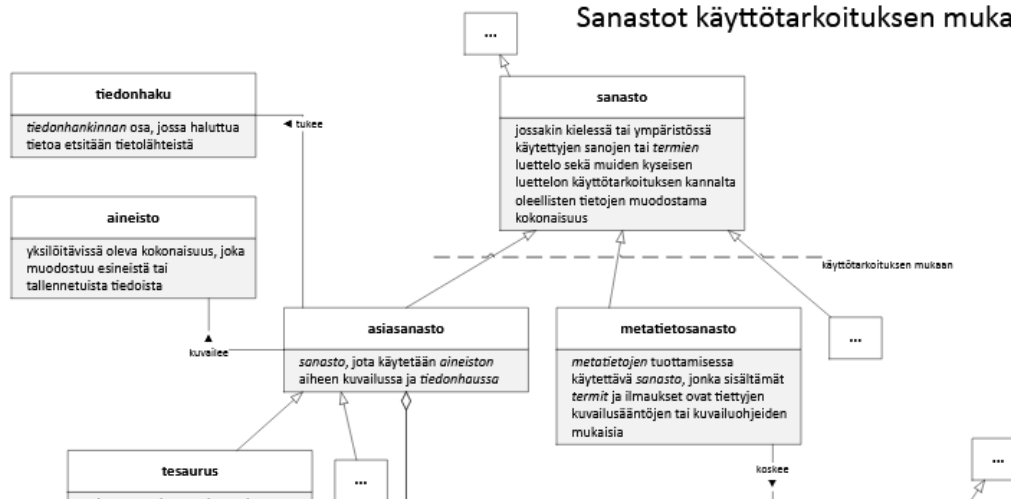 Sanastot käyttötarkoituksen muka
...
tiedonhaku
tiedonhankinnan osa, jossa haluttua
tietoa etsitään tietolähteistä
◄ tukee
sanasto
jossakin kielessä tai ympäristössä
käytettyjen sanojen tai termien
luettelo sekä muiden kyseisen
luettelon käyttötarkoituksen kannalta
oleellisten tietojen muodostama
kokonaisuus
aineisto
yksilöitävissä oleva kokonaisuus, joka
muodostuu esineistä tai
tallennetuista tiedoista
käyttötarkoituksen mukaan
▲
kuvailee
asiasanasto
sanasto, jota käytetään aineiston
aiheen kuvailussa ja tiedonhaussa
metatietosanasto
metatietojen tuottamisessa
käytettävä sanasto, jonka sisältämät
termit ja ilmaukset ovat tiettyjen
kuvailusääntöjen tai kuvailuohjeiden
mukaisia
...
koskee
▼
tesaurus
...
...